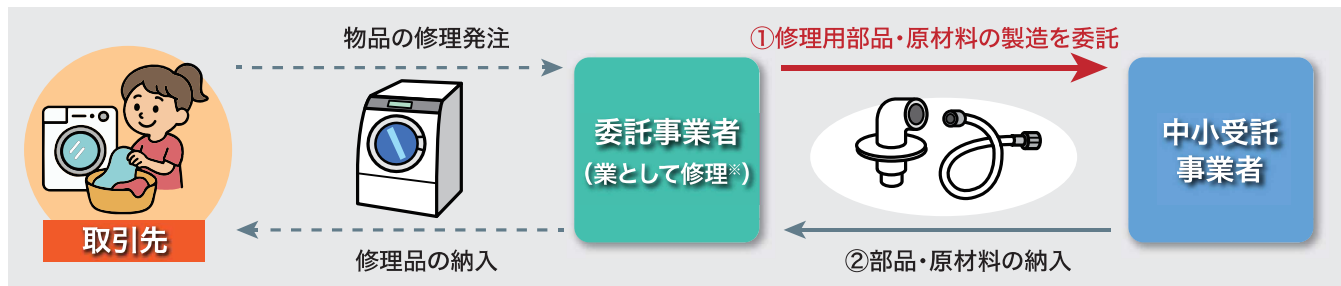 物品の修理発注
①修理用部品・原材料の製造を委託
委託事業者
（業として修理※）
中小受託
事業者
取引先
修理品の納入
②部品・原材料の納入